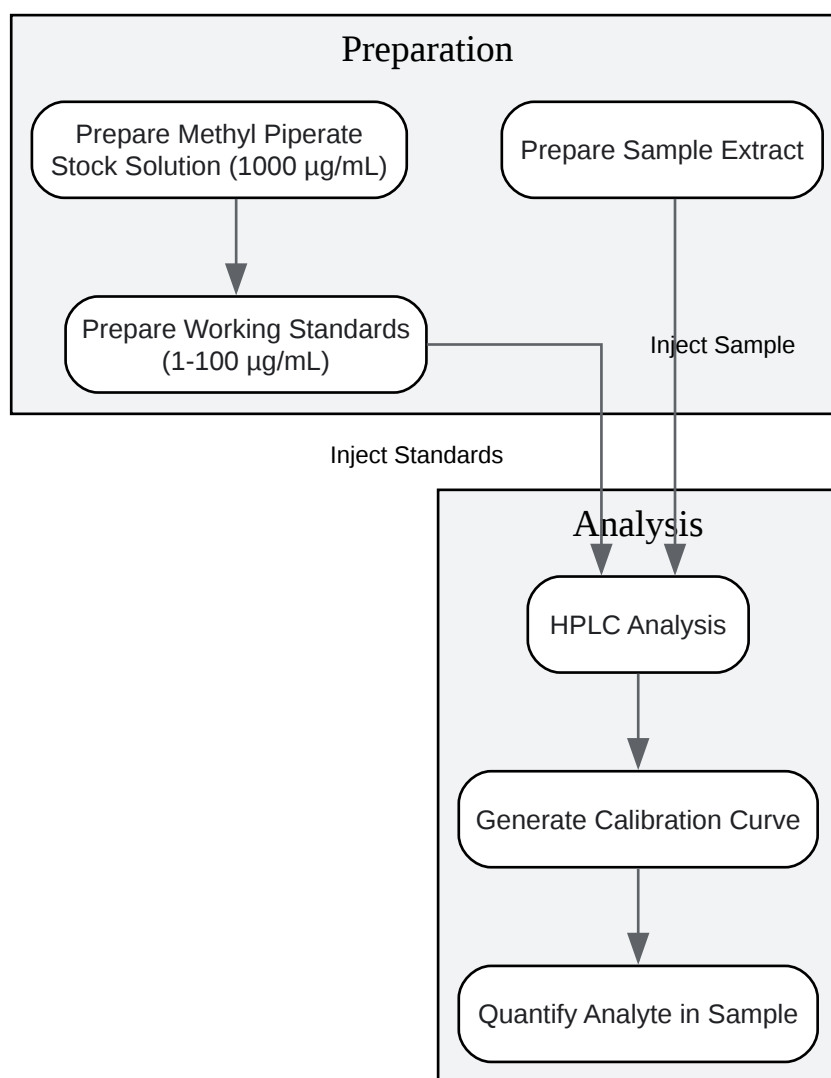 Preparation
Prepare Methyl Piperate
Stock Solution (1000 µg/mL)
Prepare Sample Extract
Prepare Working Standards
(1-100 µg/mL)
Inject Sample
Inject Standards
Analysis
HPLC Analysis
Generate Calibration Curve
Quantify Analyte in Sample